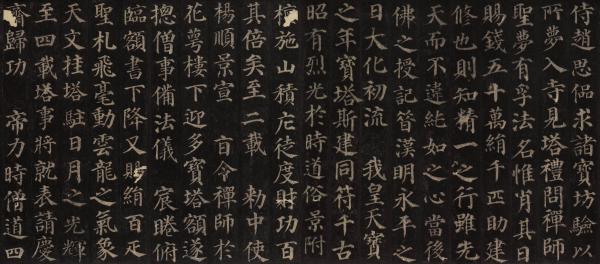 侍趙思侣求諸寶坊驗以
所夢入寺見塔禮問禪師
聖夢有孚法名惟肖其日
賜錢五十萬絹千匹助建
修也則知精一之行雖先
天而不違純如之心當後
佛之授記昔漢明永平之
日大化初流 我皇天寶
之年寶塔斯建同符千古
昭有烈光於時道俗景附
檀施山積庀徒度財功百
其倍矣至二載 勑中使
楊順景宣 旨令禪師於
花萼樓下迎多寶塔額遂
揔僧事備法儀 宸睠俯
臨額書下降又賜絹百疋
聖札飛毫動雲龍之氣象
天文挂塔駐日月之光輝
至四載塔事將就表請慶
齋歸功 帝力時僧道四